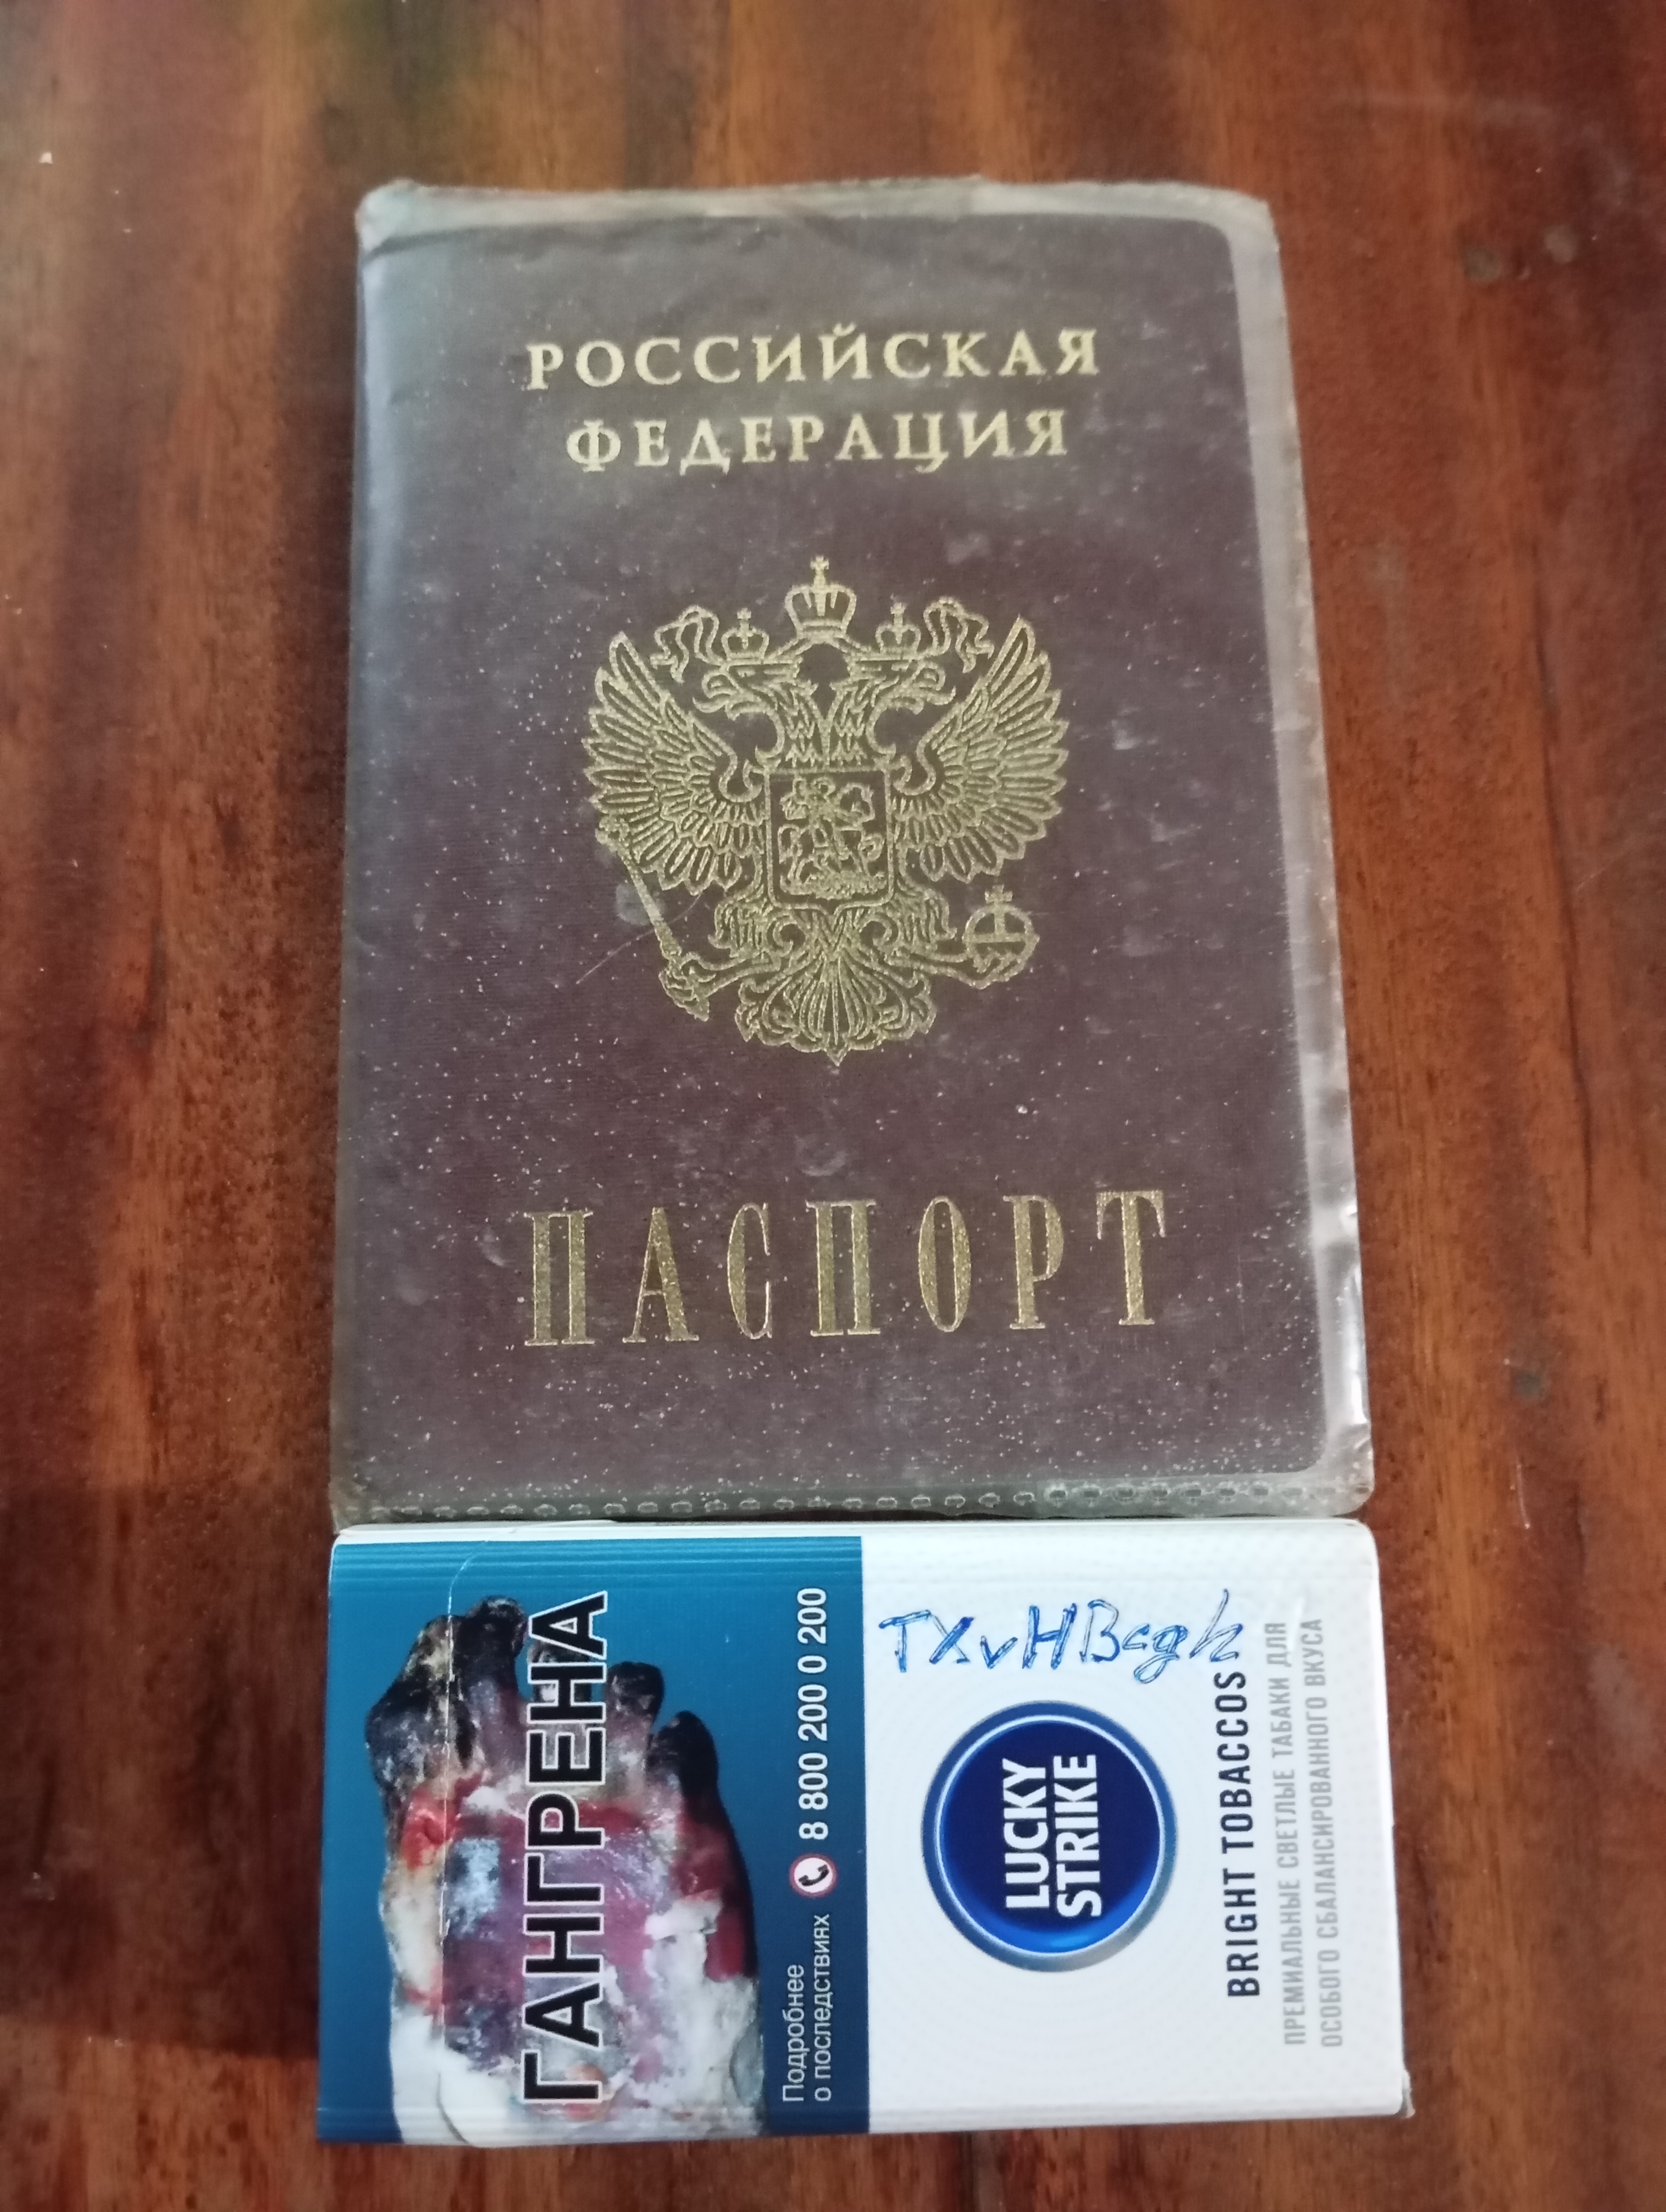 РОССИЙСКАЯ
ФЕДЕРАЦИЯ
ПАСПОРТ
ГАНГРЕНА
Подробнее
о последствиях 8 800 200 0 200
TXvHBcgh
LUCKY
STRIKE
BRIGHT TOBACCOS
ПРЕМИАЛЬНЫЕ СВЕТЛЫЕ ТАБАКИ ДЛЯ
ОСОБОГО СБАЛАНСИРОВАННОГО ВКУСА